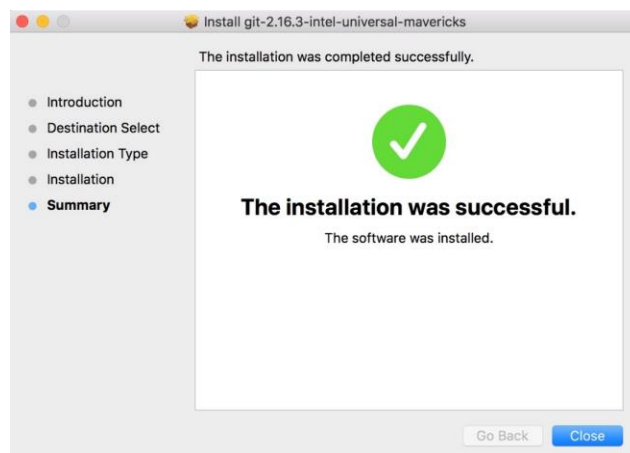 Install git-2.16.3-intel-universal-mavericks
The installation was completed successfully.
Introduction
Destination Select
Installation Type
Installation
Summary
The installation was successful.
The software was installed.
Go Back
Close